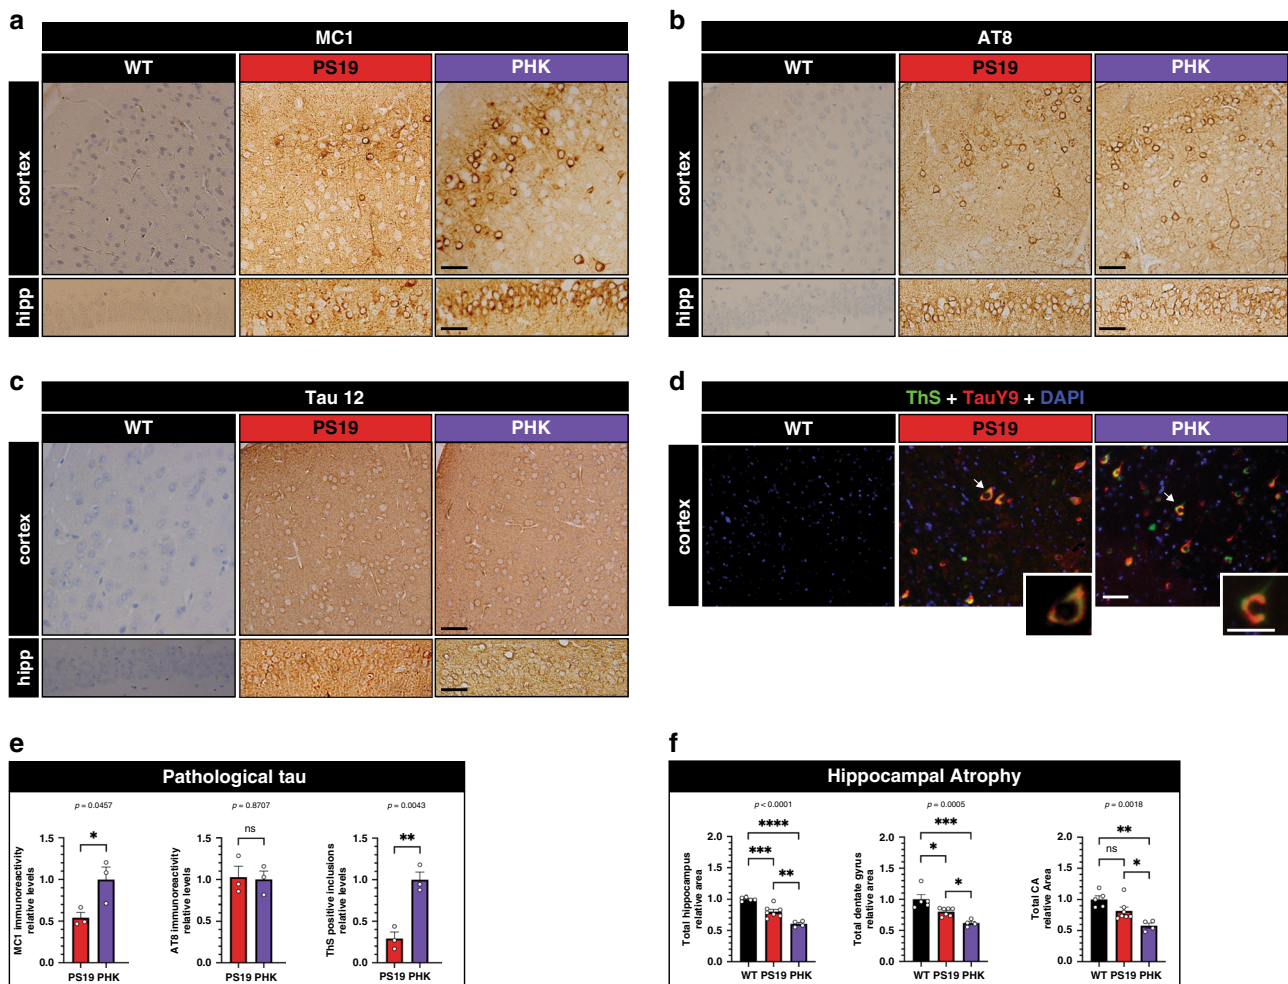 a
MC1
WT PS19 PHK
cortex
hipp
b
AT8
WT PS19 PHK
cortex
hipp
c
Tau 12
WT PS19 PHK
cortex
hipp
d
ThS + TauY9 + DAPI
WT PS19 PHK
cortex
e
Pathological tau
p = 0.0457
MC1 immunoreactivity
relative levels
1.5
1.0
0.5
0.0
*
PS19 PHK
p = 0.8707
AT8 immunoreactivity
relative levels
1.5
1.0
0.5
0.0
ns
PS19 PHK
p = 0.0043
ThS positive inclusions
relative levels
1.5
1.0
0.5
0.0
**
PS19 PHK
f
Hippocampal Atrophy
p < 0.0001
Total hippocampus
relative area
2.0
1.5
1.0
0.5
0.0
****
***
**
WT PS19 PHK
p = 0.0005
Total dentate gyrus
relative area
2.0
1.5
1.0
0.5
0.0
***
*
*
WT PS19 PHK
p = 0.0018
Total CA
relative Area
2.0
1.5
1.0
0.5
0.0
**
ns
*
WT PS19 PHK